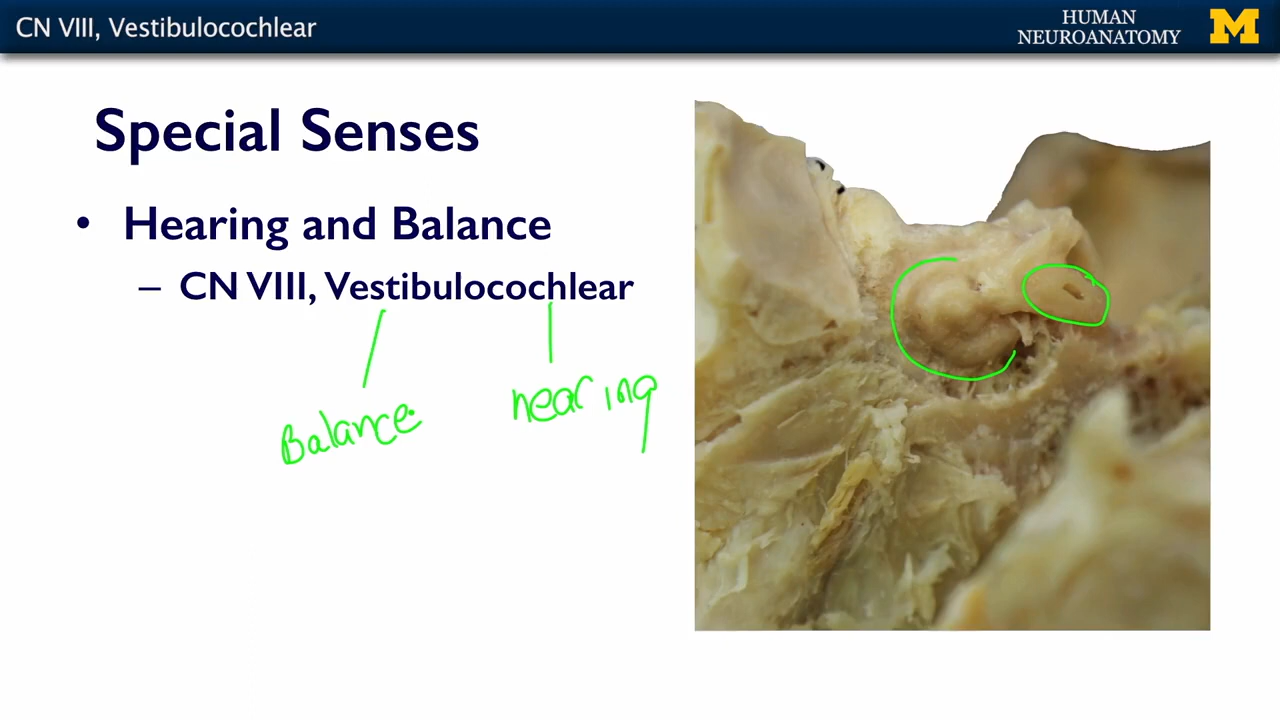 CN VIII, Vestibulocochlear
HUMAN
NEUROANATOMY
M
Special Senses
• Hearing and Balance
– CN VIII, Vestibulocochlear
Balance
hearing